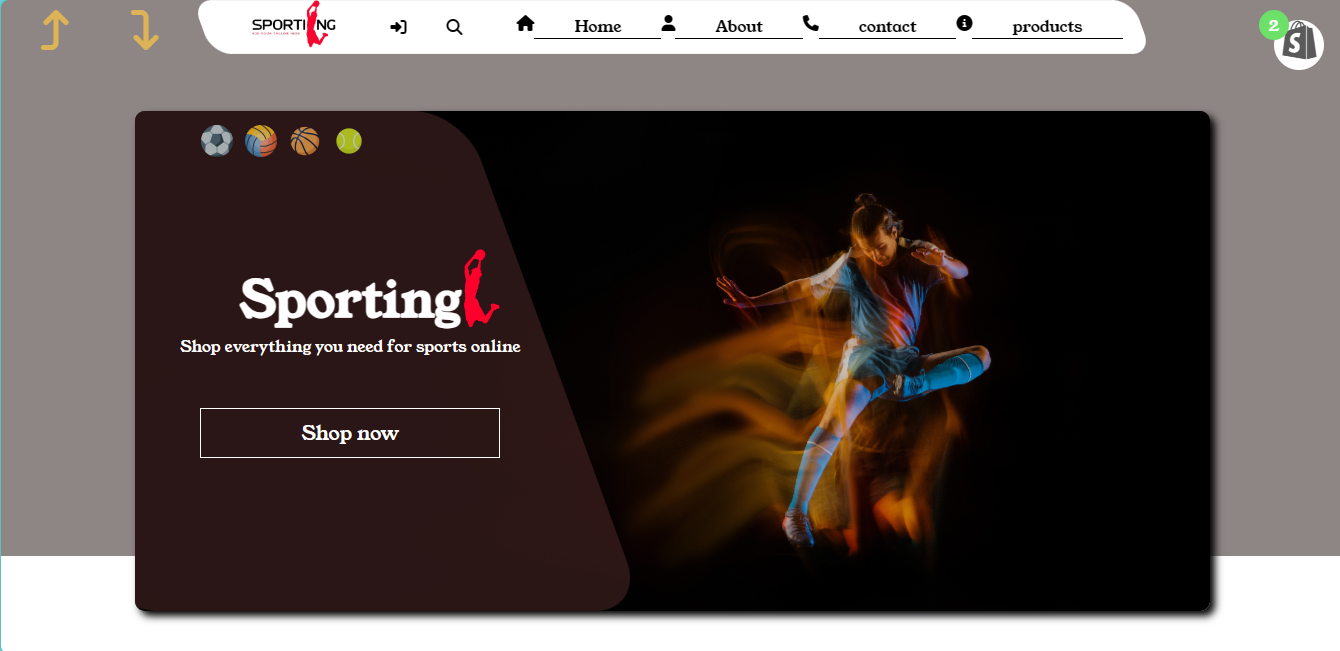 SPORTING
Home
About
contact
products
2
S
Sporting
Shop everything you need for sports online
Shop now